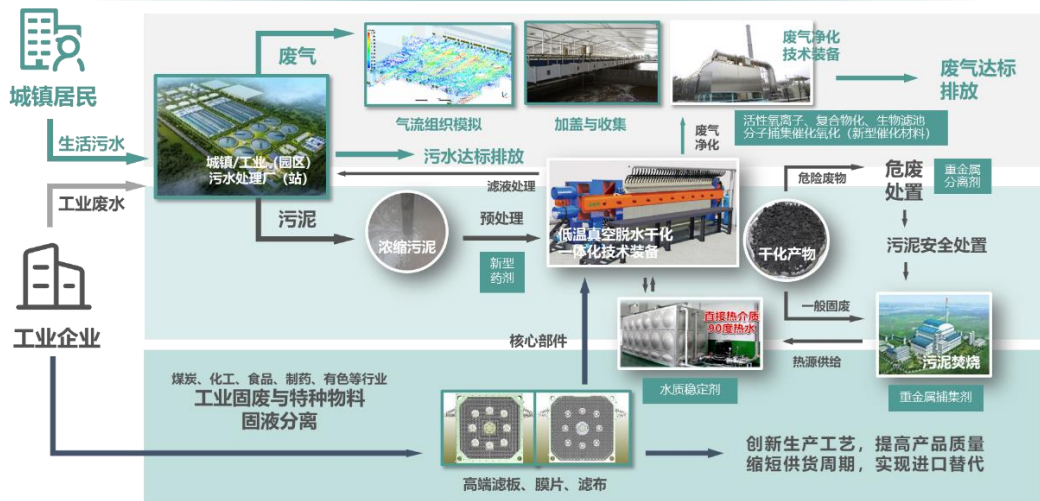 城镇居民
生活污水
工业废水
工业企业
废气
城镇/工业（园区）
污水处理厂（站）
气流组织模拟
加盖与收集
废气净化
技术装备
废气达标
排放
活性氧离子、复合物化、生物滤池
分子捕集催化氧化（新型催化材料）
废气
净化
污水达标排放
滤液处理
污泥
浓缩污泥
预处理
新型
药剂
低温真空脱水干化
一体化技术装备
危险废物
干化产物
一般固废
危废
处置
重金属
分离剂
污泥安全处置
直接热介质
90度热水
水质稳定剂
热源供给
污泥焚烧
重金属捕集剂
核心部件
煤炭、化工、食品、制药、有色等行业
工业固废与特种物料
固液分离
高端滤板、膜片、滤布
创新生产工艺，提高产品质量
缩短供货周期，实现进口替代